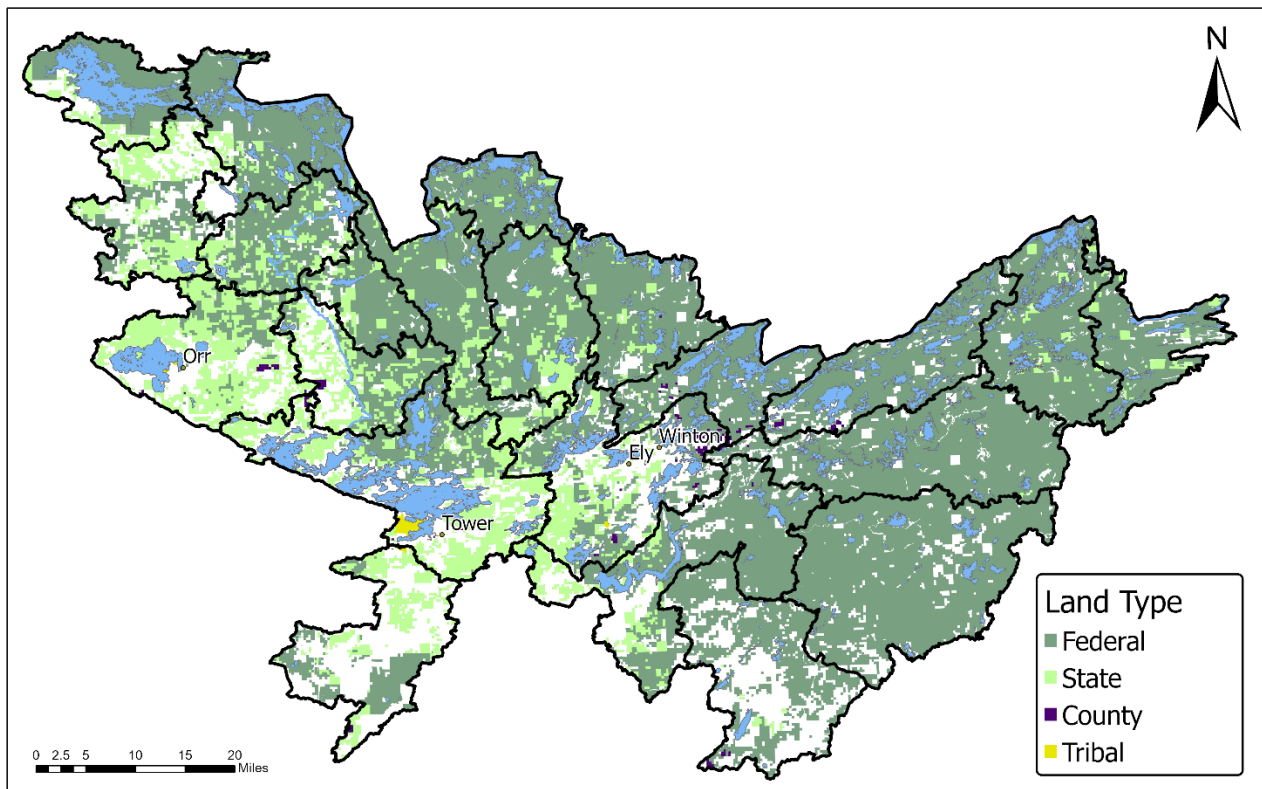 N
Orr
Winton
Ely
Tower
Land Type
Federal
State
County
Tribal
0 2.5 5 10 15 20
Miles